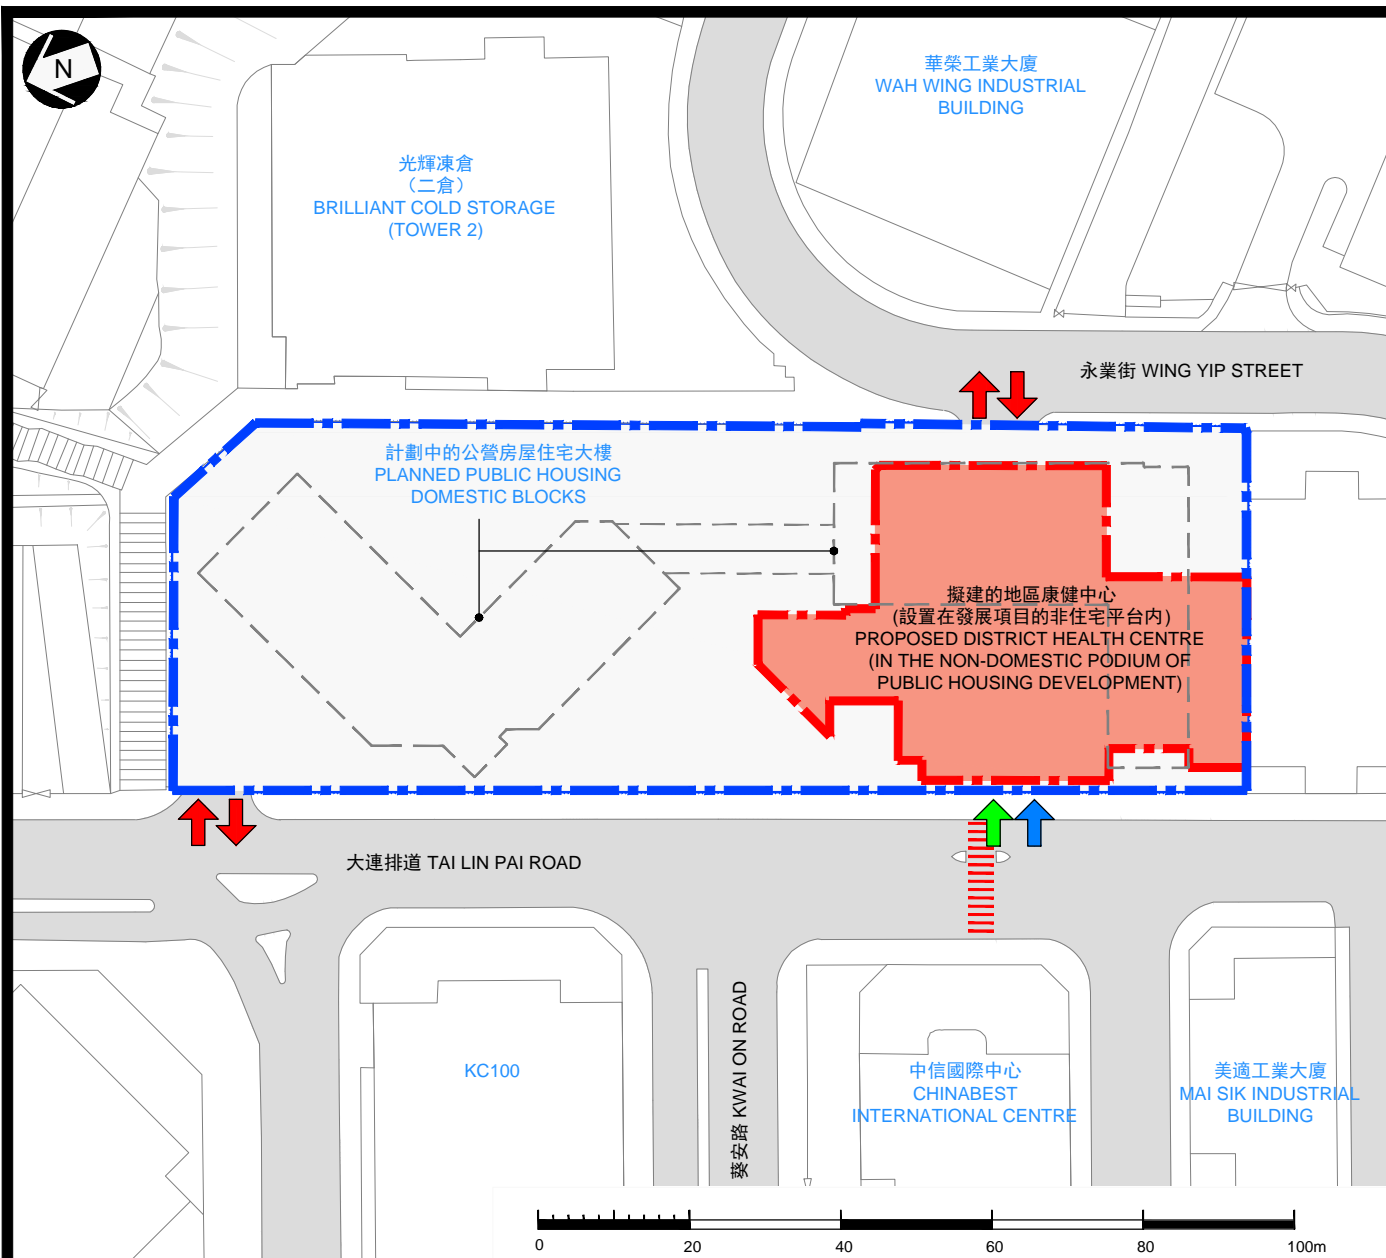 N
華榮工業大廈
WAH WING INDUSTRIAL
BUILDING
光輝凍倉
（二倉）
BRILLIANT COLD STORAGE
(TOWER 2)
永業街 WING YIP STREET
計劃中的公營房屋住宅大樓
PLANNED PUBLIC HOUSING
DOMESTIC BLOCKS
擬建的地區康健中心
(設置在發展項目的非住宅平台内)
PROPOSED DISTRICT HEALTH CENTRE
(IN THE NON-DOMESTIC PODIUM OF
PUBLIC HOUSING DEVELOPMENT)
大連排道 TAI LIN PAI ROAD
葵安路 KWAI ON ROAD
KC100
中信國際中心
CHINABEST
INTERNATIONAL CENTRE
美適工業大廈
MAI SIK INDUSTRIAL
BUILDING
0 20 40 60 80 100m